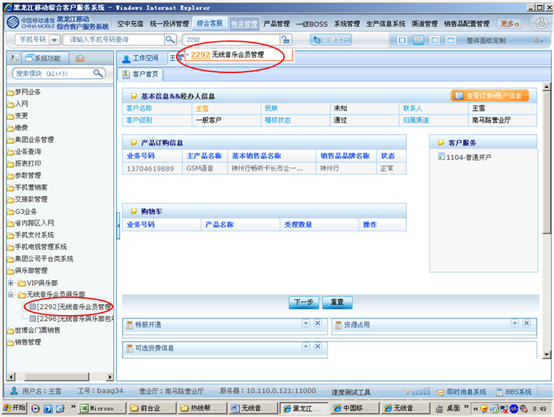 黑龙江移动综合客户服务系统 - Windows Internet Explorer
中国移动通信 CHINA MOBILE
黑龙江移动 综合客户服务系统
空中充值 统一投诉管理 综合客服 账务管理 产品管理 一级BOSS 系统管理 生产信息系统 渠道管理 销售品配置管理 更多
手机号码 请输入手机号码查询 2292 整体面板定制
系统功能
2292 无线音乐会员管理
工作空间 王雪
搜索模块 (Alt+3)
客户首页
梦网业务
入网
变更
缴费
集团业务管理
业务查询
报表打印
参数管理
手机营销案
交接款管理
G3业务
省内跨区入网
手机支付系统
手机电视管理系统
集团公司平台类系统
俱乐部管理
VIP俱乐部
无线音乐会员俱乐部
[2292]无线音乐会员管理
[2296]无线音乐俱乐部包
世博会门票销售
销售管理
基本信息&&经办人信息
查看订单&账户信息
客户名称 王雪 民族 未知 联系人 王雪
客户级别 一般客户 稽核状态 通过 归属渠道 南马路营业厅
产品订购信息
业务号码 主产品名称 基本销售品名称 销售品品牌名称 状态
13704619889 GSM语音 神州行畅听卡长市合一... 神州行 正常
客户服务
1104-普通开户
购物车
业务号码 产品名称 受理数量 操作
下一步 重置
特服开通
资源占用
可选资费信息
用户名：王雪 工号：baag34 营业厅：南马路营业厅 服务器：10.110.0.121:11000 速度测试工具 即时消息系统 BBS系统
开始 Microso... 前台业... 热线帮... 无线音... 黑龙江... 中国移... 无线音... 桌面 8:49